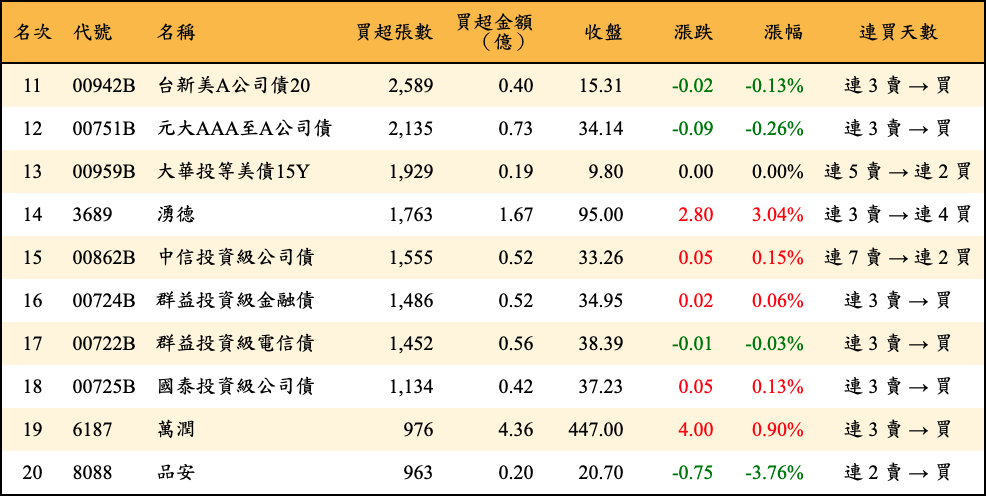 名次 代號 名稱 買超張數 買超金額（億） 收盤 漲跌 漲幅 連買天數
11 00942B 台新美A公司債20 2,589 0.40 15.31 -0.02 -0.13% 連 3 賣 → 買
12 00751B 元大AAA至A公司債 2,135 0.73 34.14 -0.09 -0.26% 連 3 賣 → 買
13 00959B 大華投等美債15Y 1,929 0.19 9.80 0.00 0.00% 連 5 賣 → 連 2 買
14 3689 湧德 1,763 1.67 95.00 2.80 3.04% 連 3 賣 → 連 4 買
15 00862B 中信投資級公司債 1,555 0.52 33.26 0.05 0.15% 連 7 賣 → 連 2 買
16 00724B 群益投資級金融債 1,486 0.52 34.95 0.02 0.06% 連 3 賣 → 買
17 00722B 群益投資級電信債 1,452 0.56 38.39 -0.01 -0.03% 連 3 賣 → 買
18 00725B 國泰投資級公司債 1,134 0.42 37.23 0.05 0.13% 連 3 賣 → 買
19 6187 萬潤 976 4.36 447.00 4.00 0.90% 連 3 賣 → 買
20 8088 品安 963 0.20 20.70 -0.75 -3.76% 連 2 賣 → 買